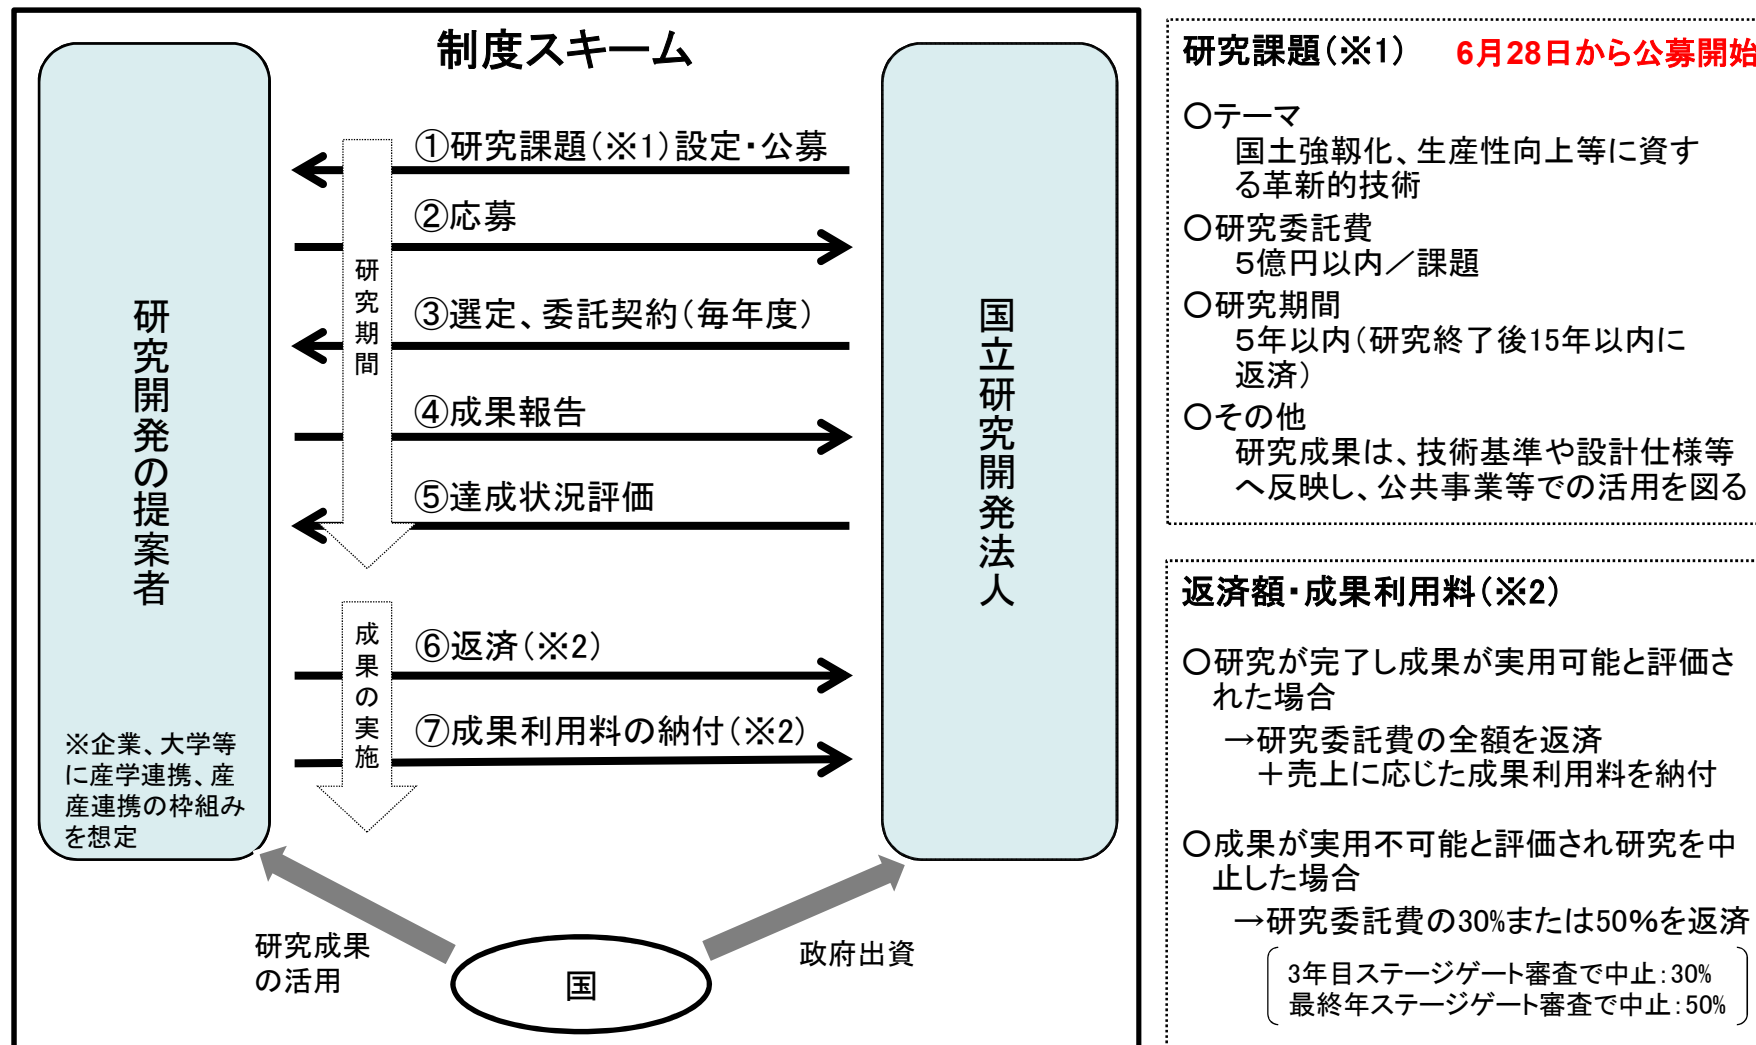 制度スキーム
研究開発の提案者
※企業、大学等
に産学連携、産
産連携の枠組み
を想定
①研究課題(※1)設定・公募
②応募
③選定、委託契約(毎年度)
④成果報告
⑤達成状況評価
研究期間
⑥返済(※2)
⑦成果利用料の納付(※2)
成果の実施
国立研究開発法人
研究成果
の活用
国
政府出資
研究課題(※1) 6月28日から公募開始
〇テーマ
国土強靱化、生産性向上等に資す
る革新的技術
〇研究委託費
5億円以内/課題
〇研究期間
5年以内(研究終了後15年以内に
返済)
〇その他
研究成果は、技術基準や設計仕様等
へ反映し、公共事業等での活用を図る
返済額・成果利用料(※2)
〇研究が完了し成果が実用可能と評価さ
れた場合
→研究委託費の全額を返済
+売上に応じた成果利用料を納付
〇成果が実用不可能と評価され研究を中
止した場合
→研究委託費の30%または50%を返済
3年目ステージゲート審査で中止:30%
最終年ステージゲート審査で中止:50%